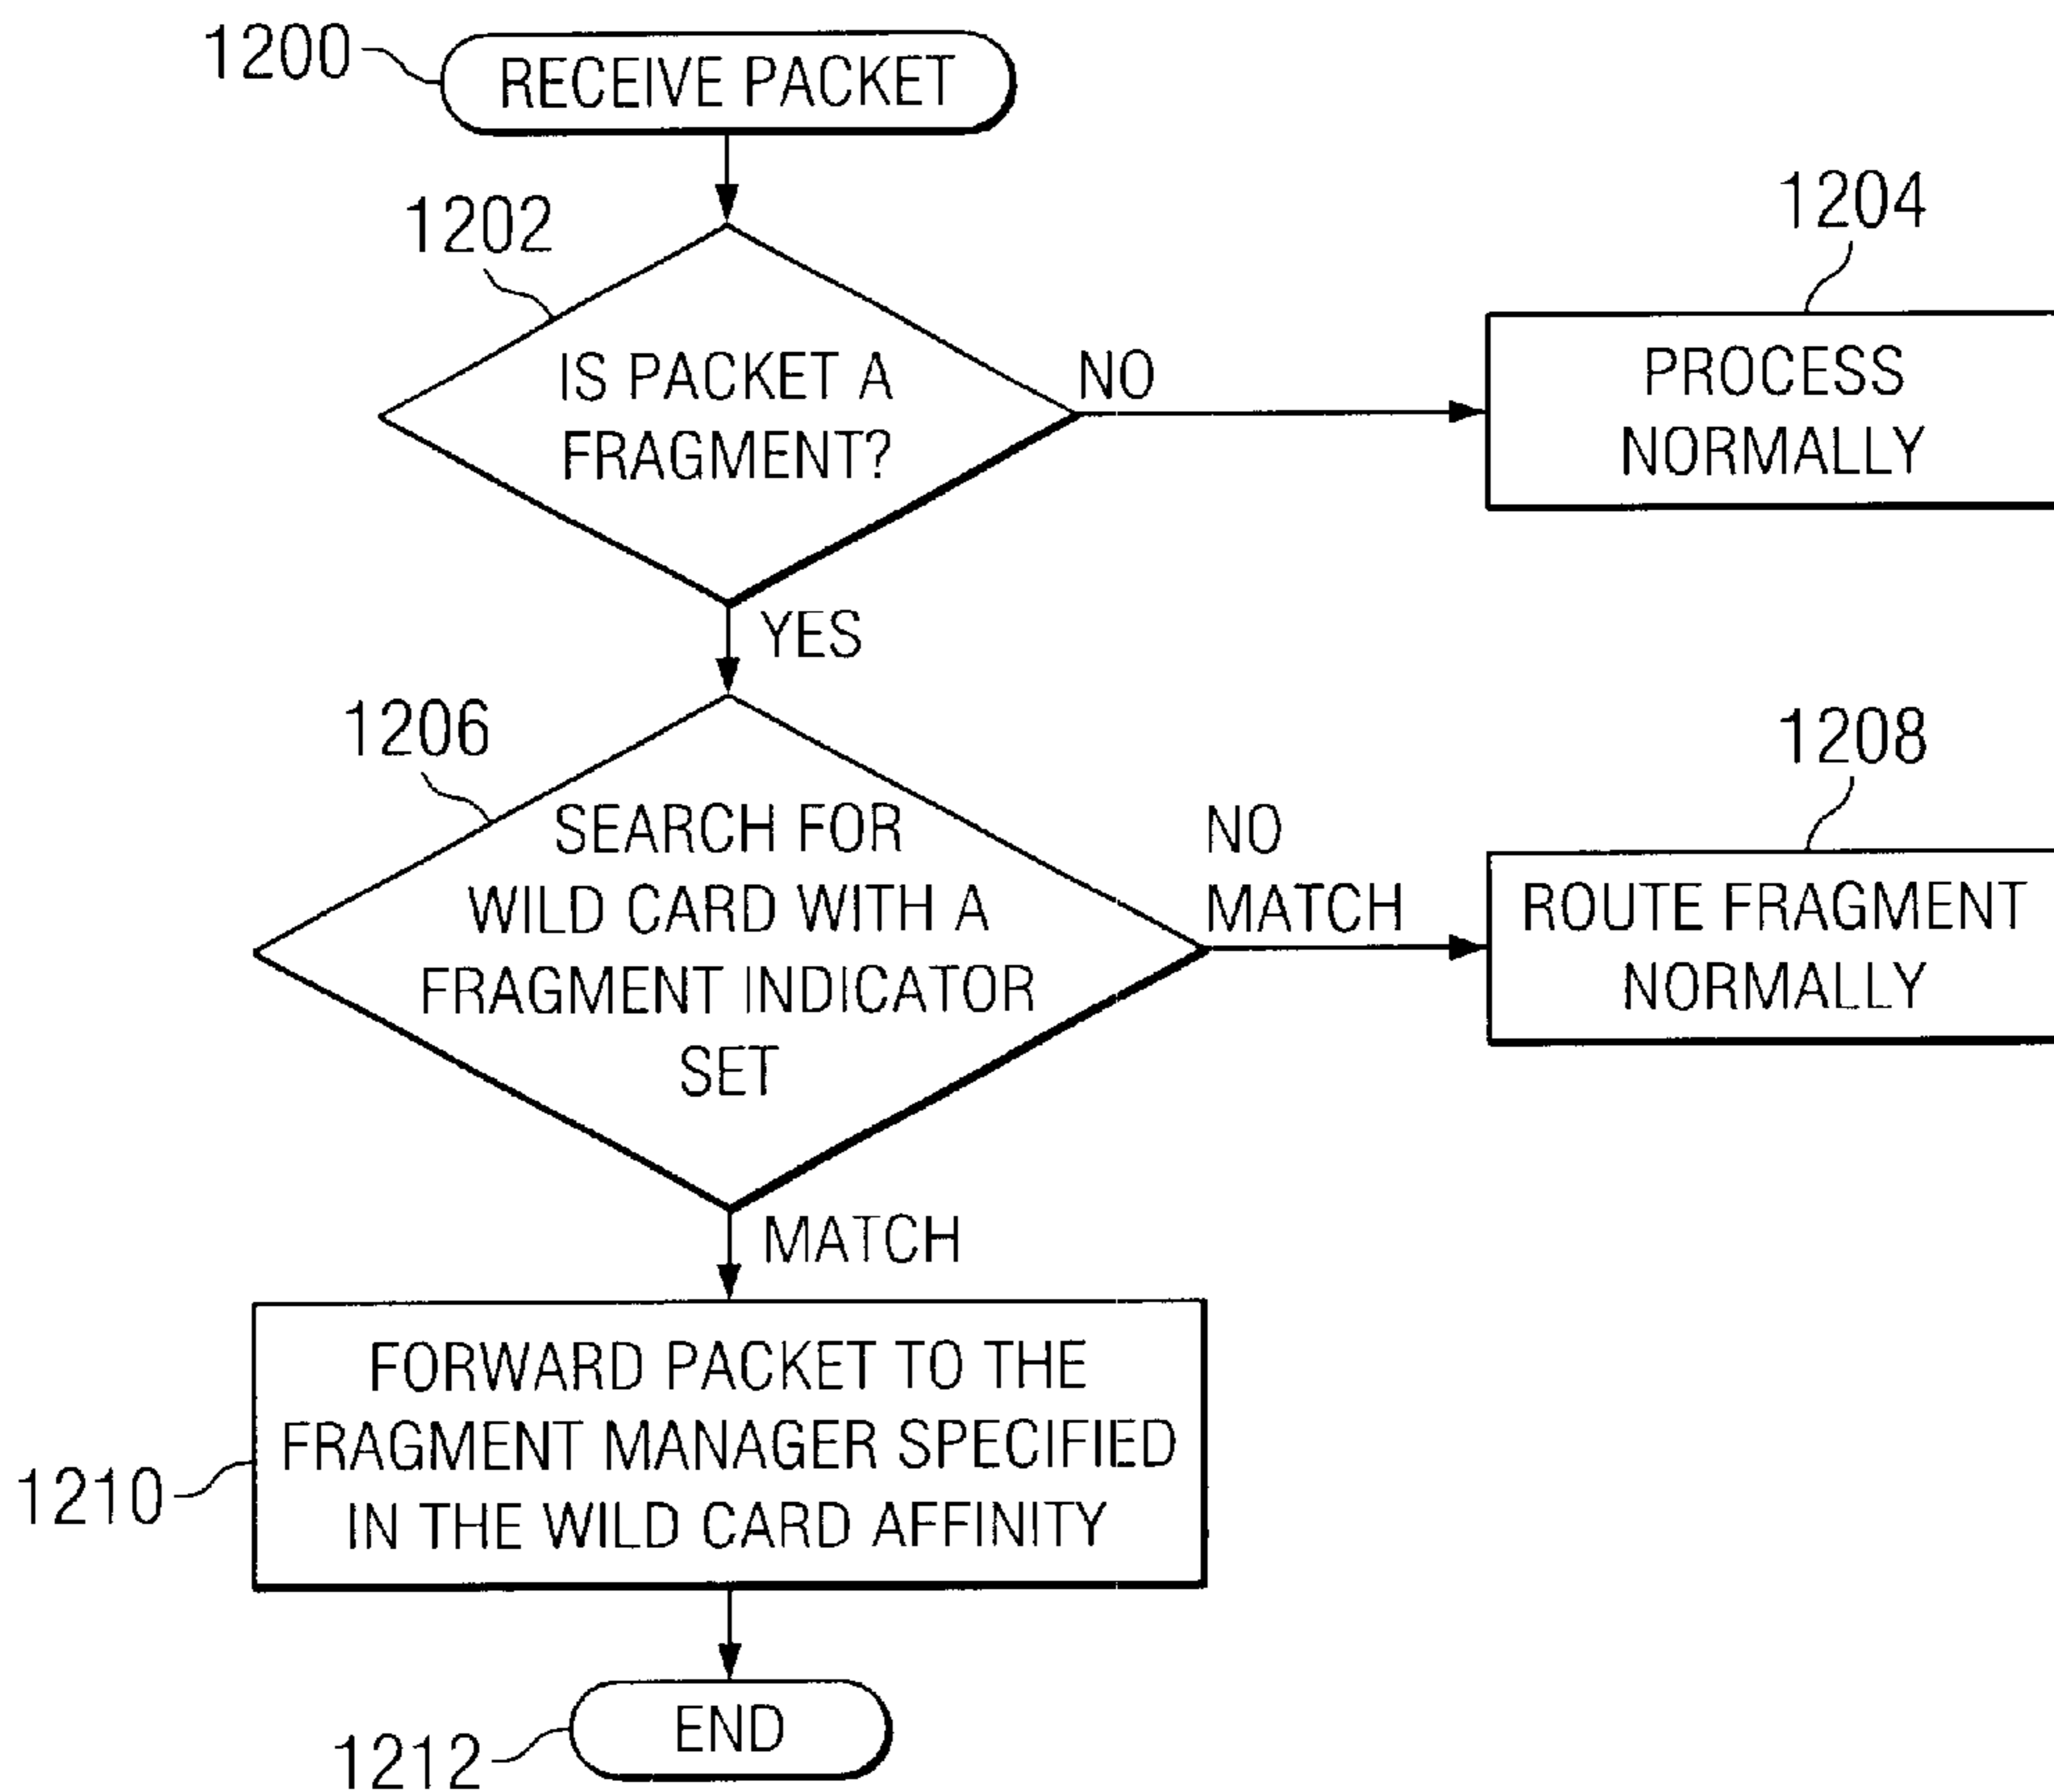 1200
RECEIVE PACKET
1202
IS PACKET A
FRAGMENT?
NO
1204
PROCESS
NORMALLY
YES
1206
SEARCH FOR
WILD CARD WITH A
FRAGMENT INDICATOR
SET
NO
MATCH
1208
ROUTE FRAGMENT
NORMALLY
MATCH
1210
FORWARD PACKET TO THE
FRAGMENT MANAGER SPECIFIED
IN THE WILD CARD AFFINITY
1212
END